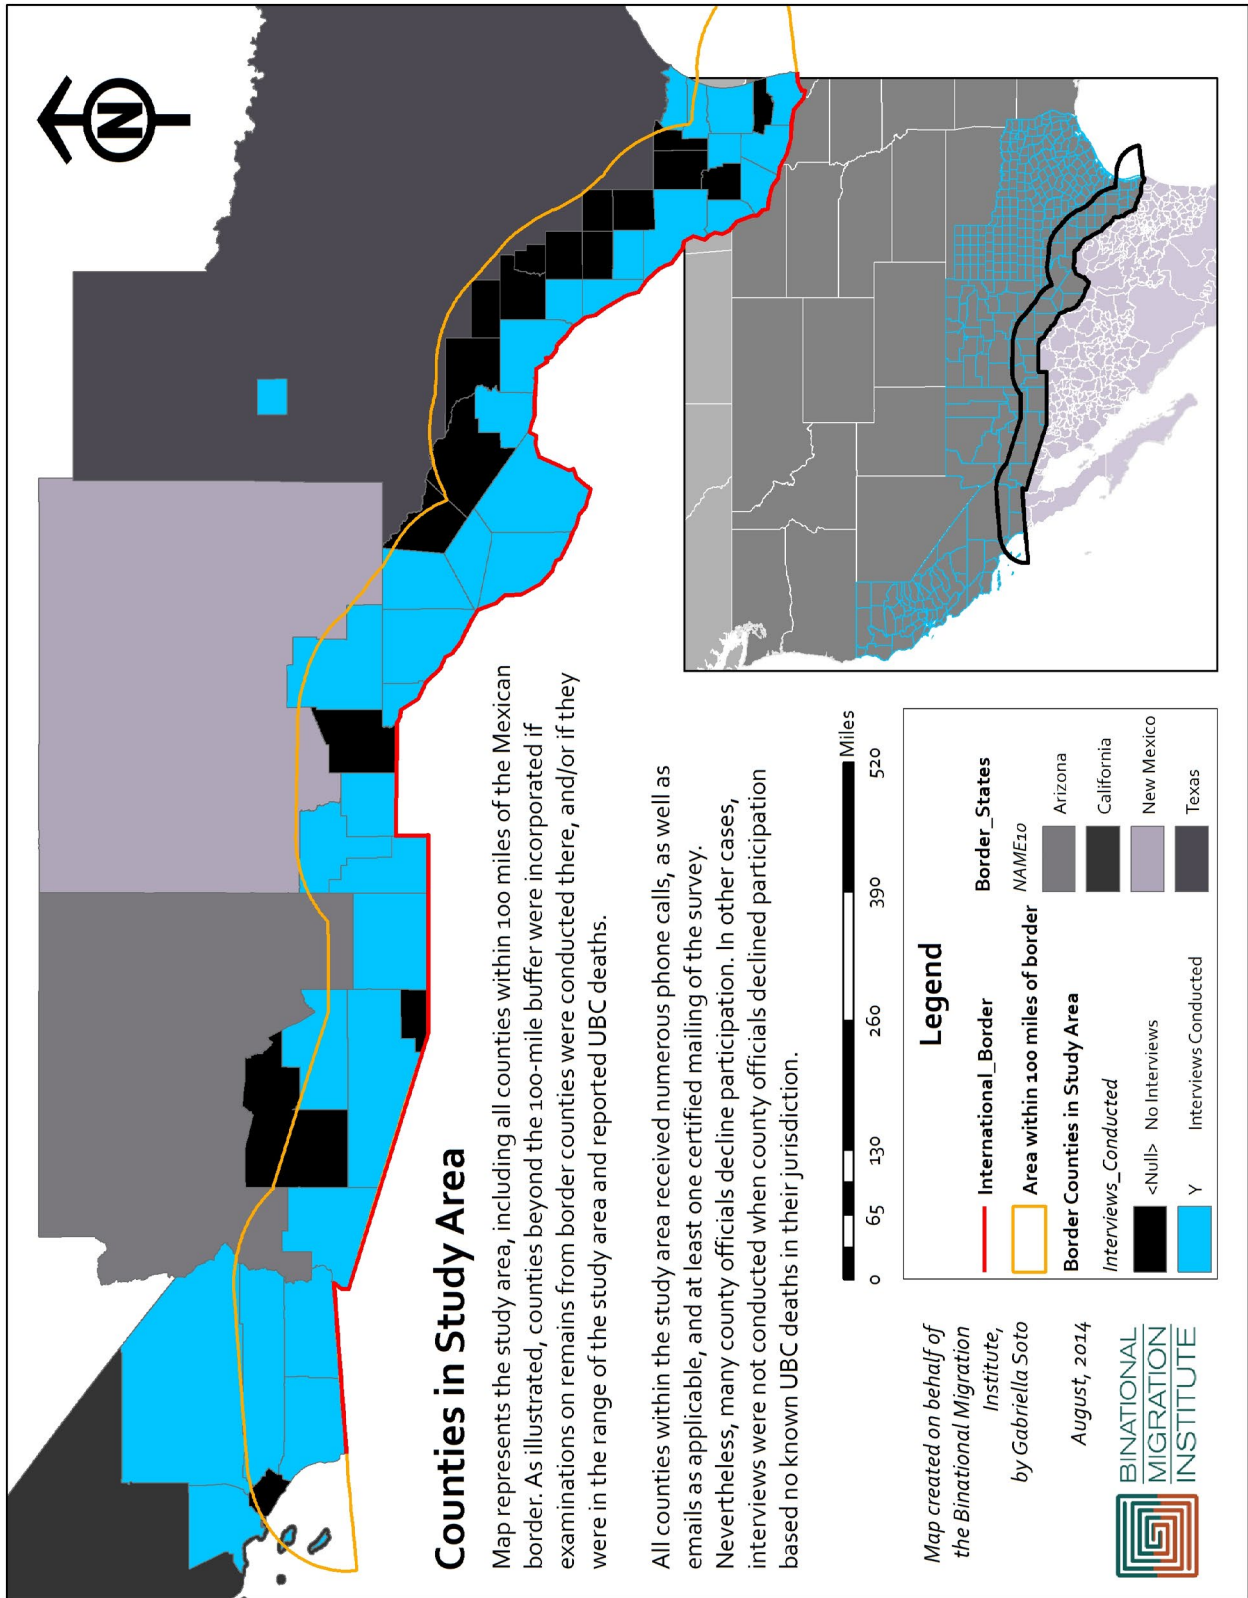 N
Counties in Study Area
Map represents the study area, including all counties within 100 miles of the Mexican
border. As illustrated, counties beyond the 100-mile buffer were incorporated if
examinations on remains from border counties were conducted there, and/or if they
were in the range of the study area and reported UBC deaths.
All counties within the study area received numerous phone calls, as well as
emails as applicable, and at least one certified mailing of the survey.
Nevertheless, many county officials decline participation. In other cases,
interviews were not conducted when county officials declined participation
based no known UBC deaths in their jurisdiction.
Miles
0 65 130 260 390 520
Map created on behalf of
the Binational Migration
Institute,
by Gabriella Soto
August, 2014
BINATIONAL
MIGRATION
INSTITUTE
Legend
International_Border
Area within 100 miles of border
Border Counties in Study Area
Interviews_Conducted
<Null> No Interviews
Y Interviews Conducted
Border_States
NAME10
Arizona
California
New Mexico
Texas